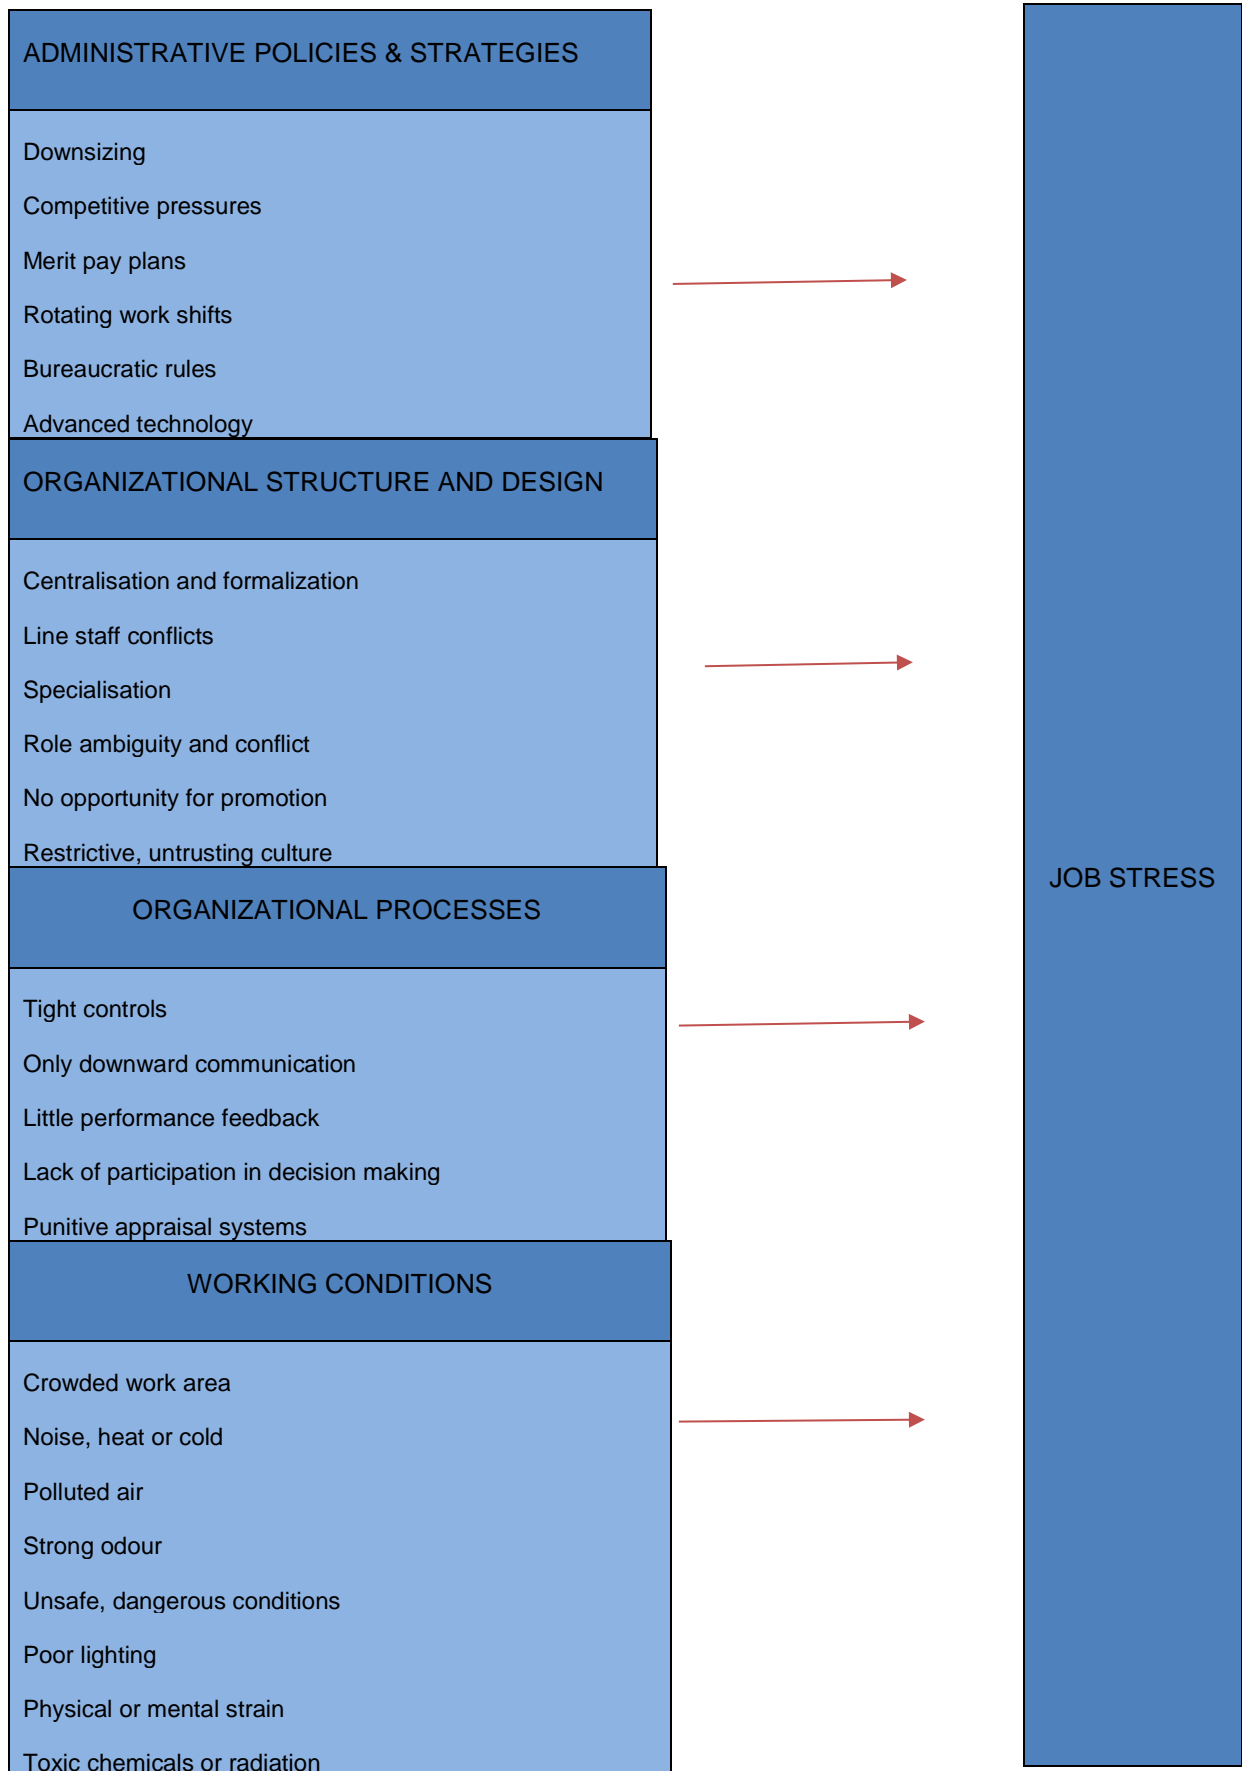 ADMINISTRATIVE POLICIES & STRATEGIES
Downsizing
Competitive pressures
Merit pay plans
Rotating work shifts
Bureaucratic rules
Advanced technology
ORGANIZATIONAL STRUCTURE AND DESIGN
Centralisation and formalization
Line staff conflicts
Specialisation
Role ambiguity and conflict
No opportunity for promotion
Restrictive, untrusting culture
ORGANIZATIONAL PROCESSES
Tight controls
Only downward communication
Little performance feedback
Lack of participation in decision making
Punitive appraisal systems
WORKING CONDITIONS
Crowded work area
Noise, heat or cold
Polluted air
Strong odour
Unsafe, dangerous conditions
Poor lighting
Physical or mental strain
Toxic chemicals or radiation
JOB STRESS